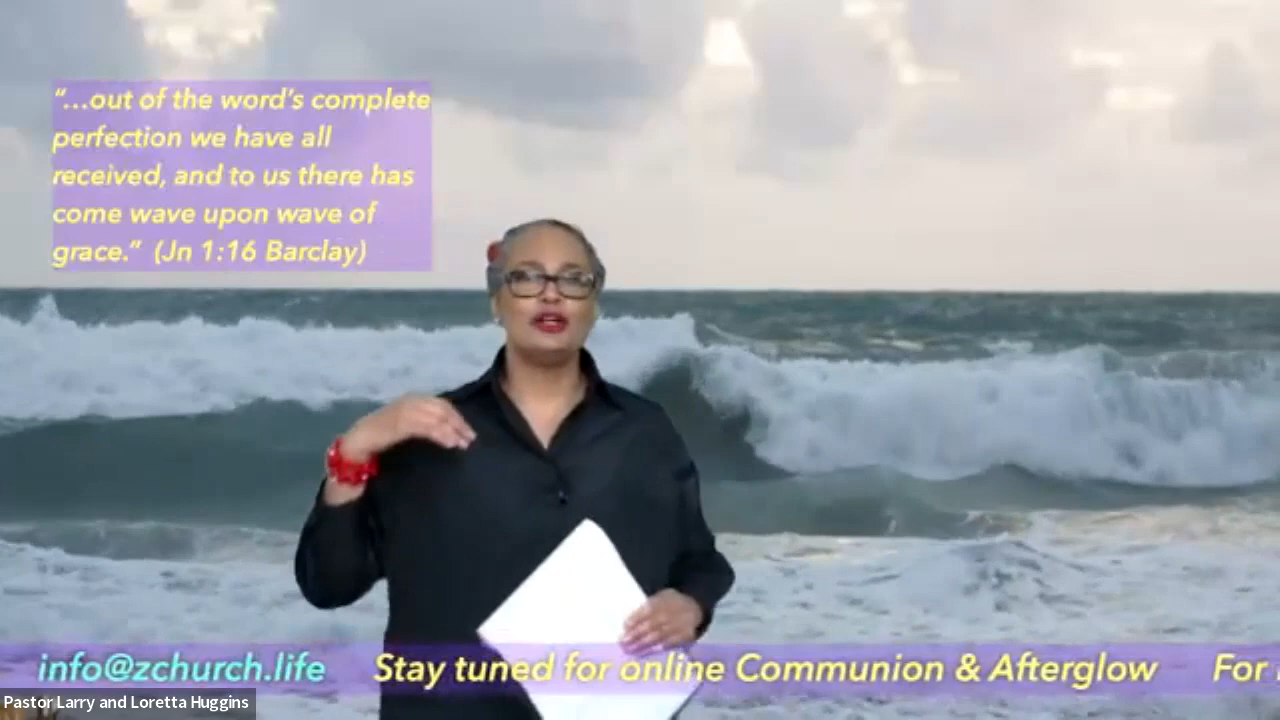 “...out of the word’s complete
perfection we have all
received, and to us there has
come wave upon wave of
grace.” (Jn 1:16 Barclay)
info@zchurch.life Stay tuned for online Communion & Afterglow For
Pastor Larry and Loretta Huggins